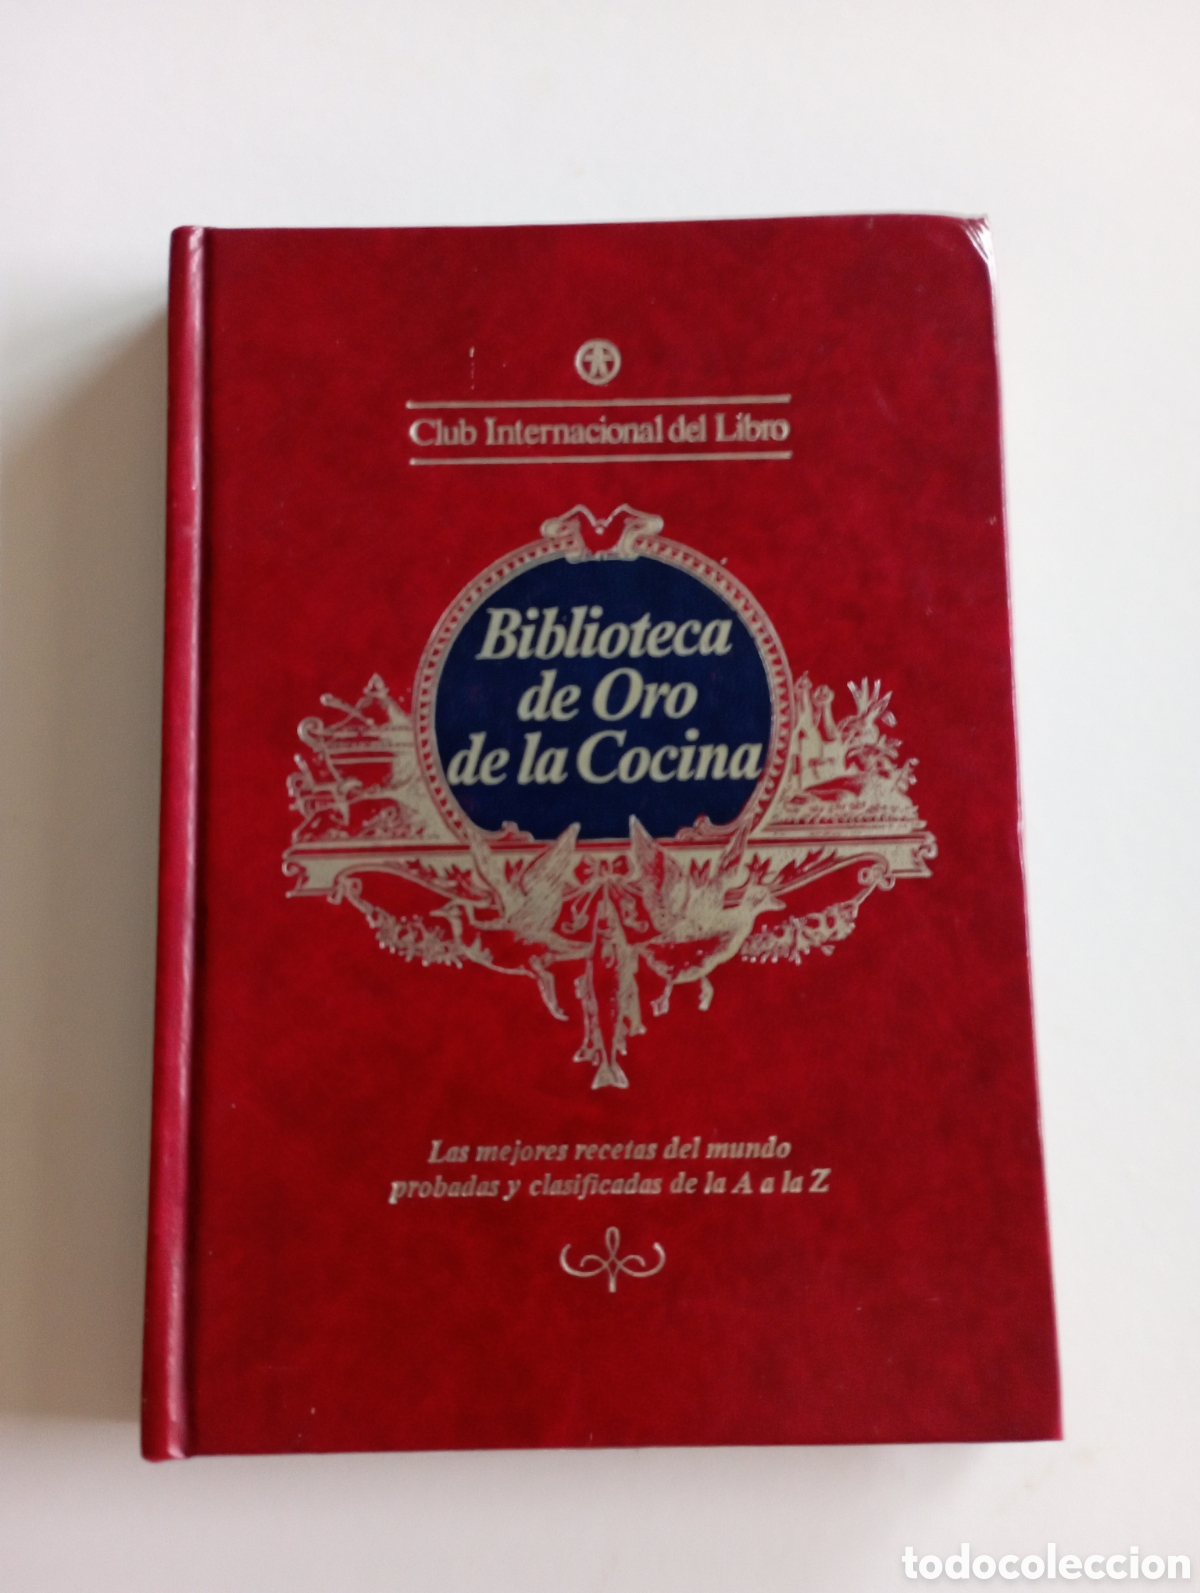 Club Internacional del Libro
Biblioteca
de Oro
de la Cocina
Las mejores recetas del mundo
probadas y clasificadas de la A a la Z
todocoleccion